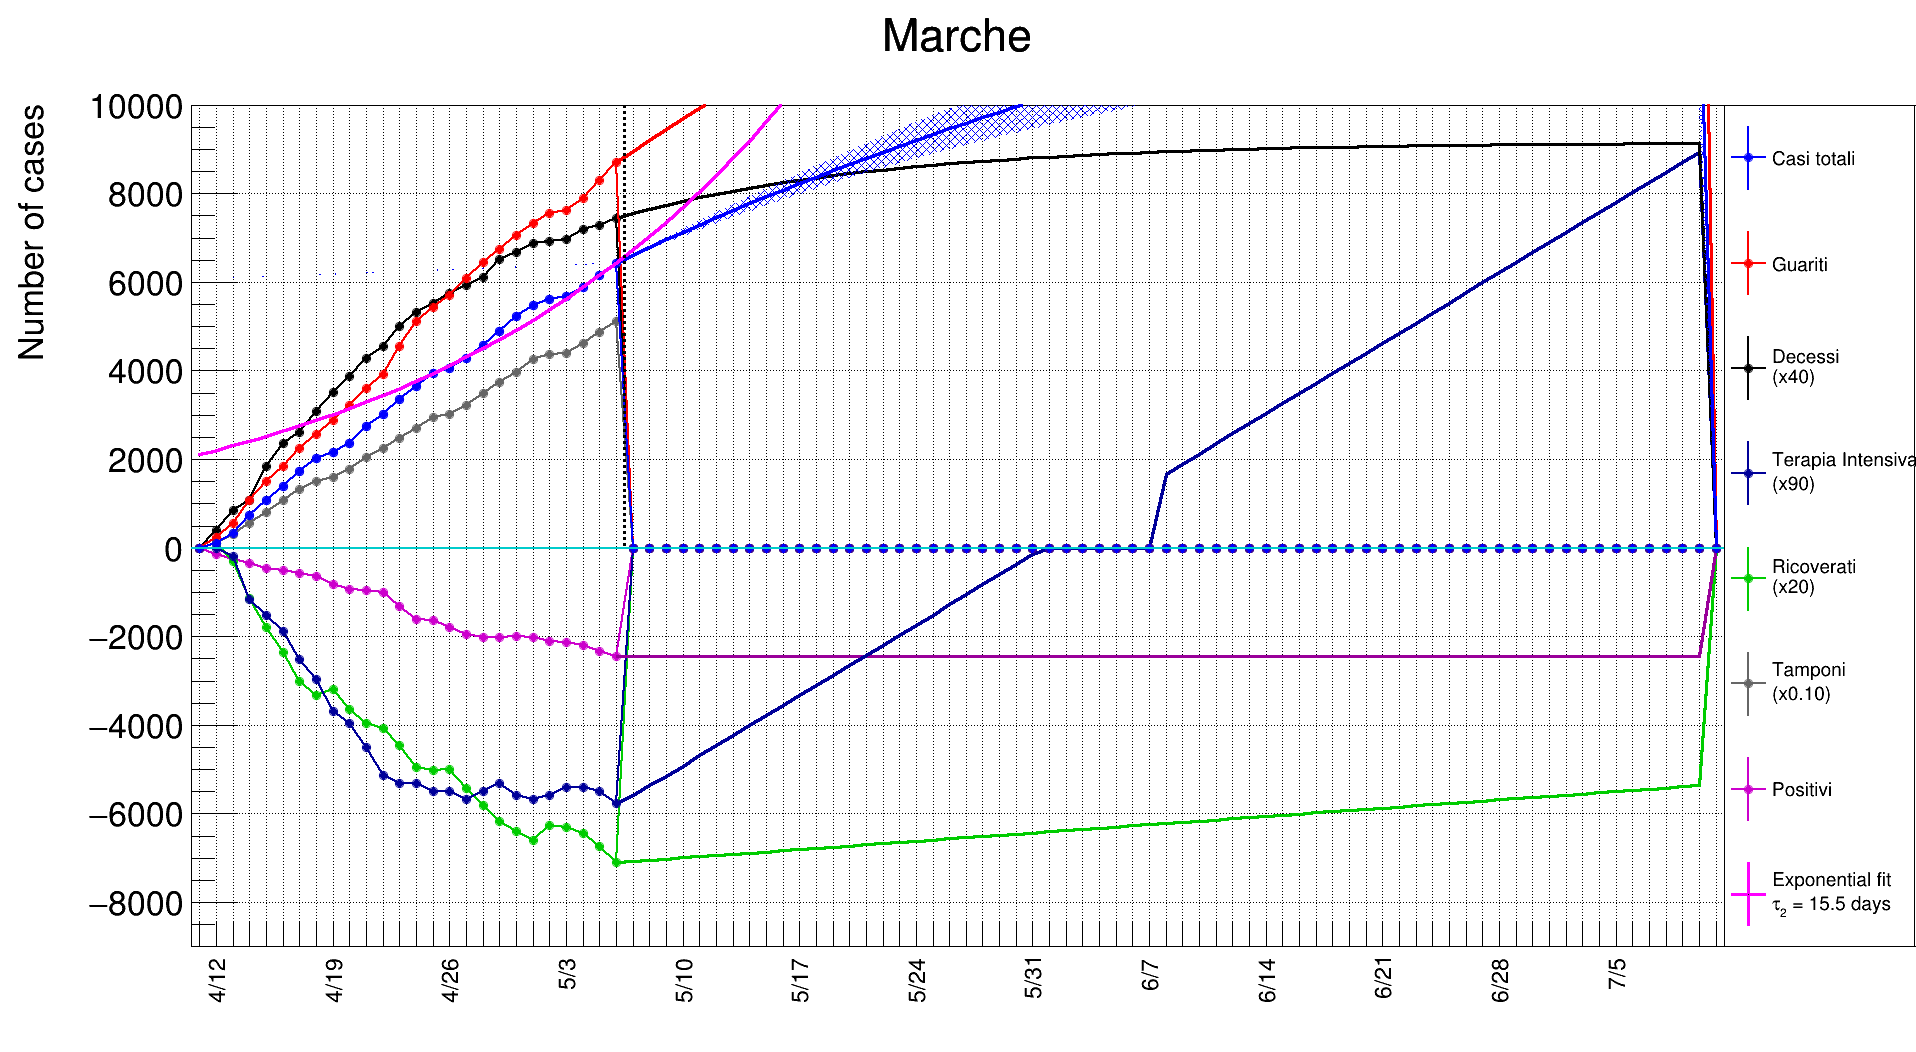 Marche
Number of cases
10000
8000
6000
4000
2000
0
−2000
−4000
−6000
−8000
4/12
4/19
4/26
5/3
5/10
5/17
5/24
5/31
6/7
6/14
6/21
6/28
7/5
Casi totali
Guariti
Decessi
(x40)
Terapia Intensiva
(x90)
Ricoverati
(x20)
Tamponi
(x0.10)
Positivi
Exponential fit
τ2 = 15.5 days